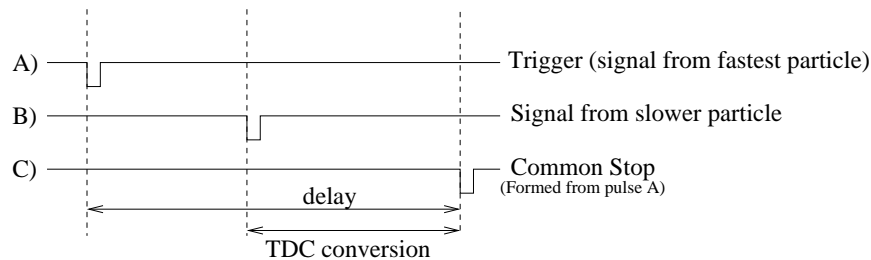 A) Trigger (signal from fastest particle)
B) Signal from slower particle
C) Common Stop
(Formed from pulse A)
delay
TDC conversion